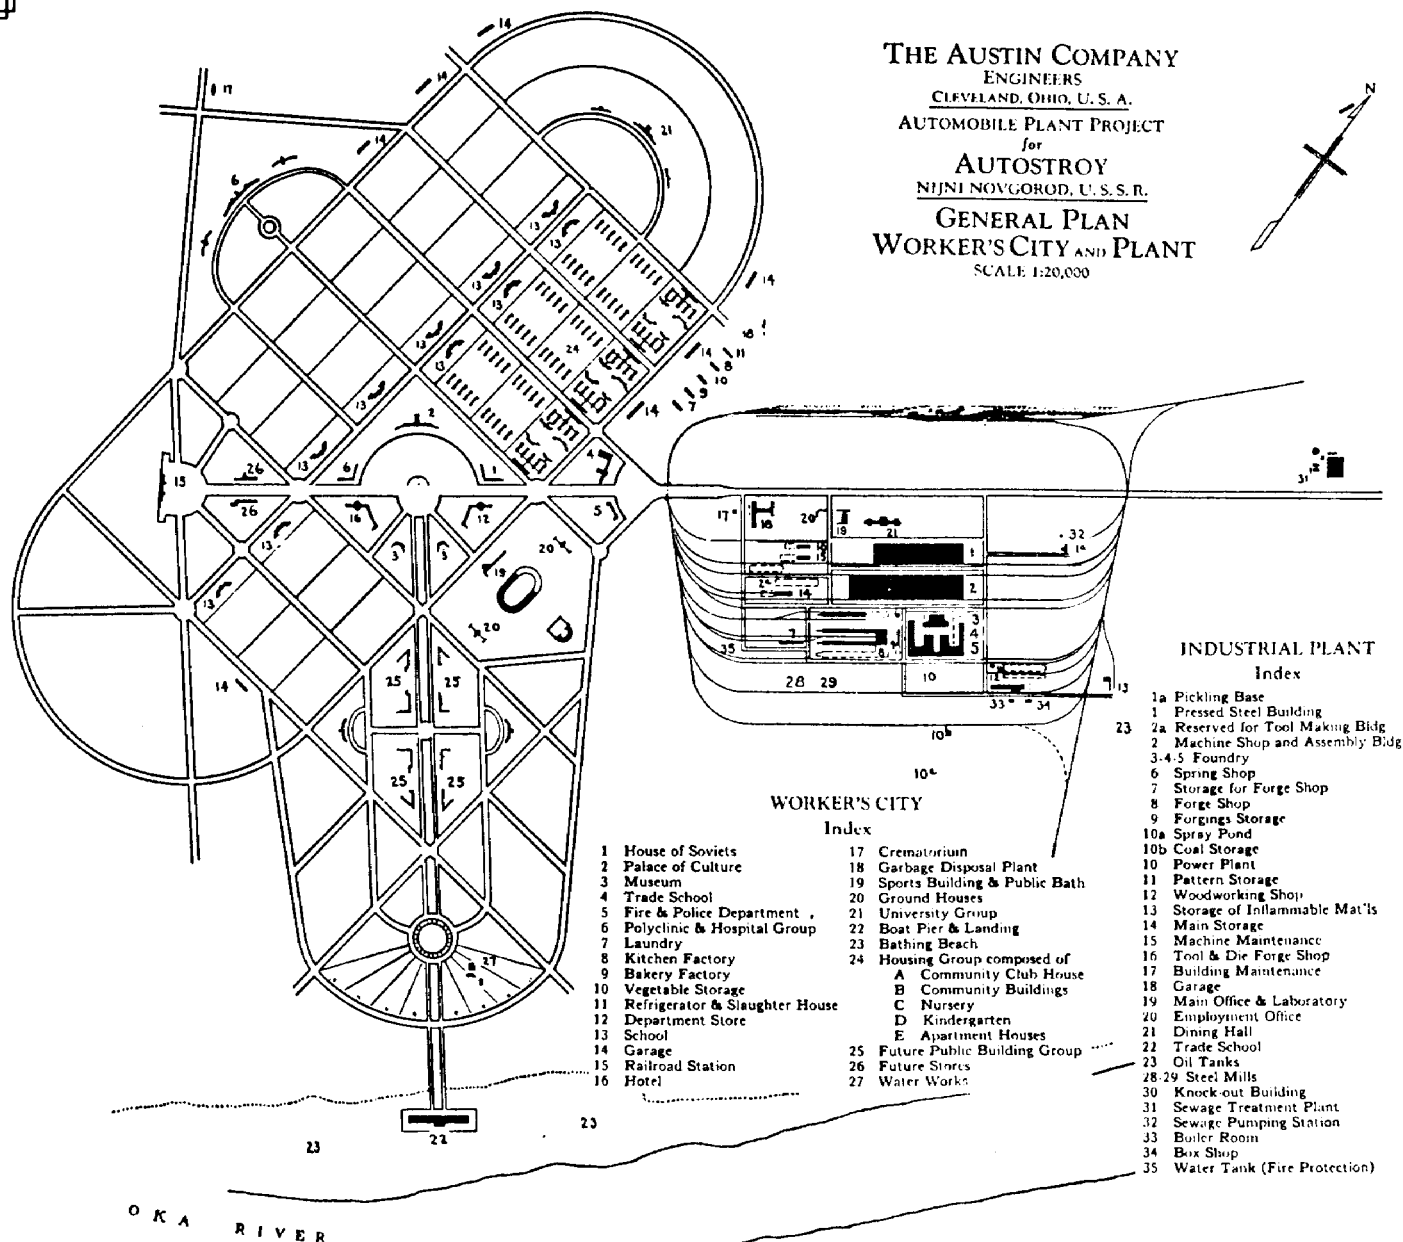 THE AUSTIN COMPANY
ENGINEERS
CLEVELAND, OHIO, U. S. A.
AUTOMOBILE PLANT PROJECT
for
AUTOSTROY
NIJNI NOVGOROD, U. S. S. R.
GENERAL PLAN
WORKER'S CITY AND PLANT
SCALE 1:20,000
N
WORKER'S CITY
Index
1 House of Soviets
2 Palace of Culture
3 Museum
4 Trade School
5 Fire & Police Department
6 Polyclinic & Hospital Group
7 Laundry
8 Kitchen Factory
9 Bakery Factory
10 Vegetable Storage
11 Refrigerator & Slaughter House
12 Department Store
13 School
14 Garage
15 Railroad Station
16 Hotel
17 Crematorium
18 Garbage Disposal Plant
19 Sports Building & Public Bath
20 Ground Houses
21 University Group
22 Boat Pier & Landing
23 Bathing Beach
24 Housing Group composed of
A Community Club House
B Community Buildings
C Nursery
D Kindergarten
E Apartment Houses
25 Future Public Building Group
26 Future Stores
27 Water Works
INDUSTRIAL PLANT
Index
1a Pickling Base
1 Pressed Steel Building
2a Reserved for Tool Making Bldg
2 Machine Shop and Assembly Bldg
3-4-5 Foundry
6 Spring Shop
7 Storage for Forge Shop
8 Forge Shop
9 Forgings Storage
10a Spray Pond
10b Coal Storage
10 Power Plant
11 Pattern Storage
12 Woodworking Shop
13 Storage of Inflammable Mat'ls
14 Main Storage
15 Machine Maintenance
16 Tool & Die Forge Shop
17 Building Maintenance
18 Garage
19 Main Office & Laboratory
20 Employment Office
21 Dining Hall
22 Trade School
23 Oil Tanks
28-29 Steel Mills
30 Knock-out Building
31 Sewage Treatment Plant
32 Sewage Pumping Station
33 Boiler Room
34 Box Shop
35 Water Tank (Fire Protection)
OKA RIVER